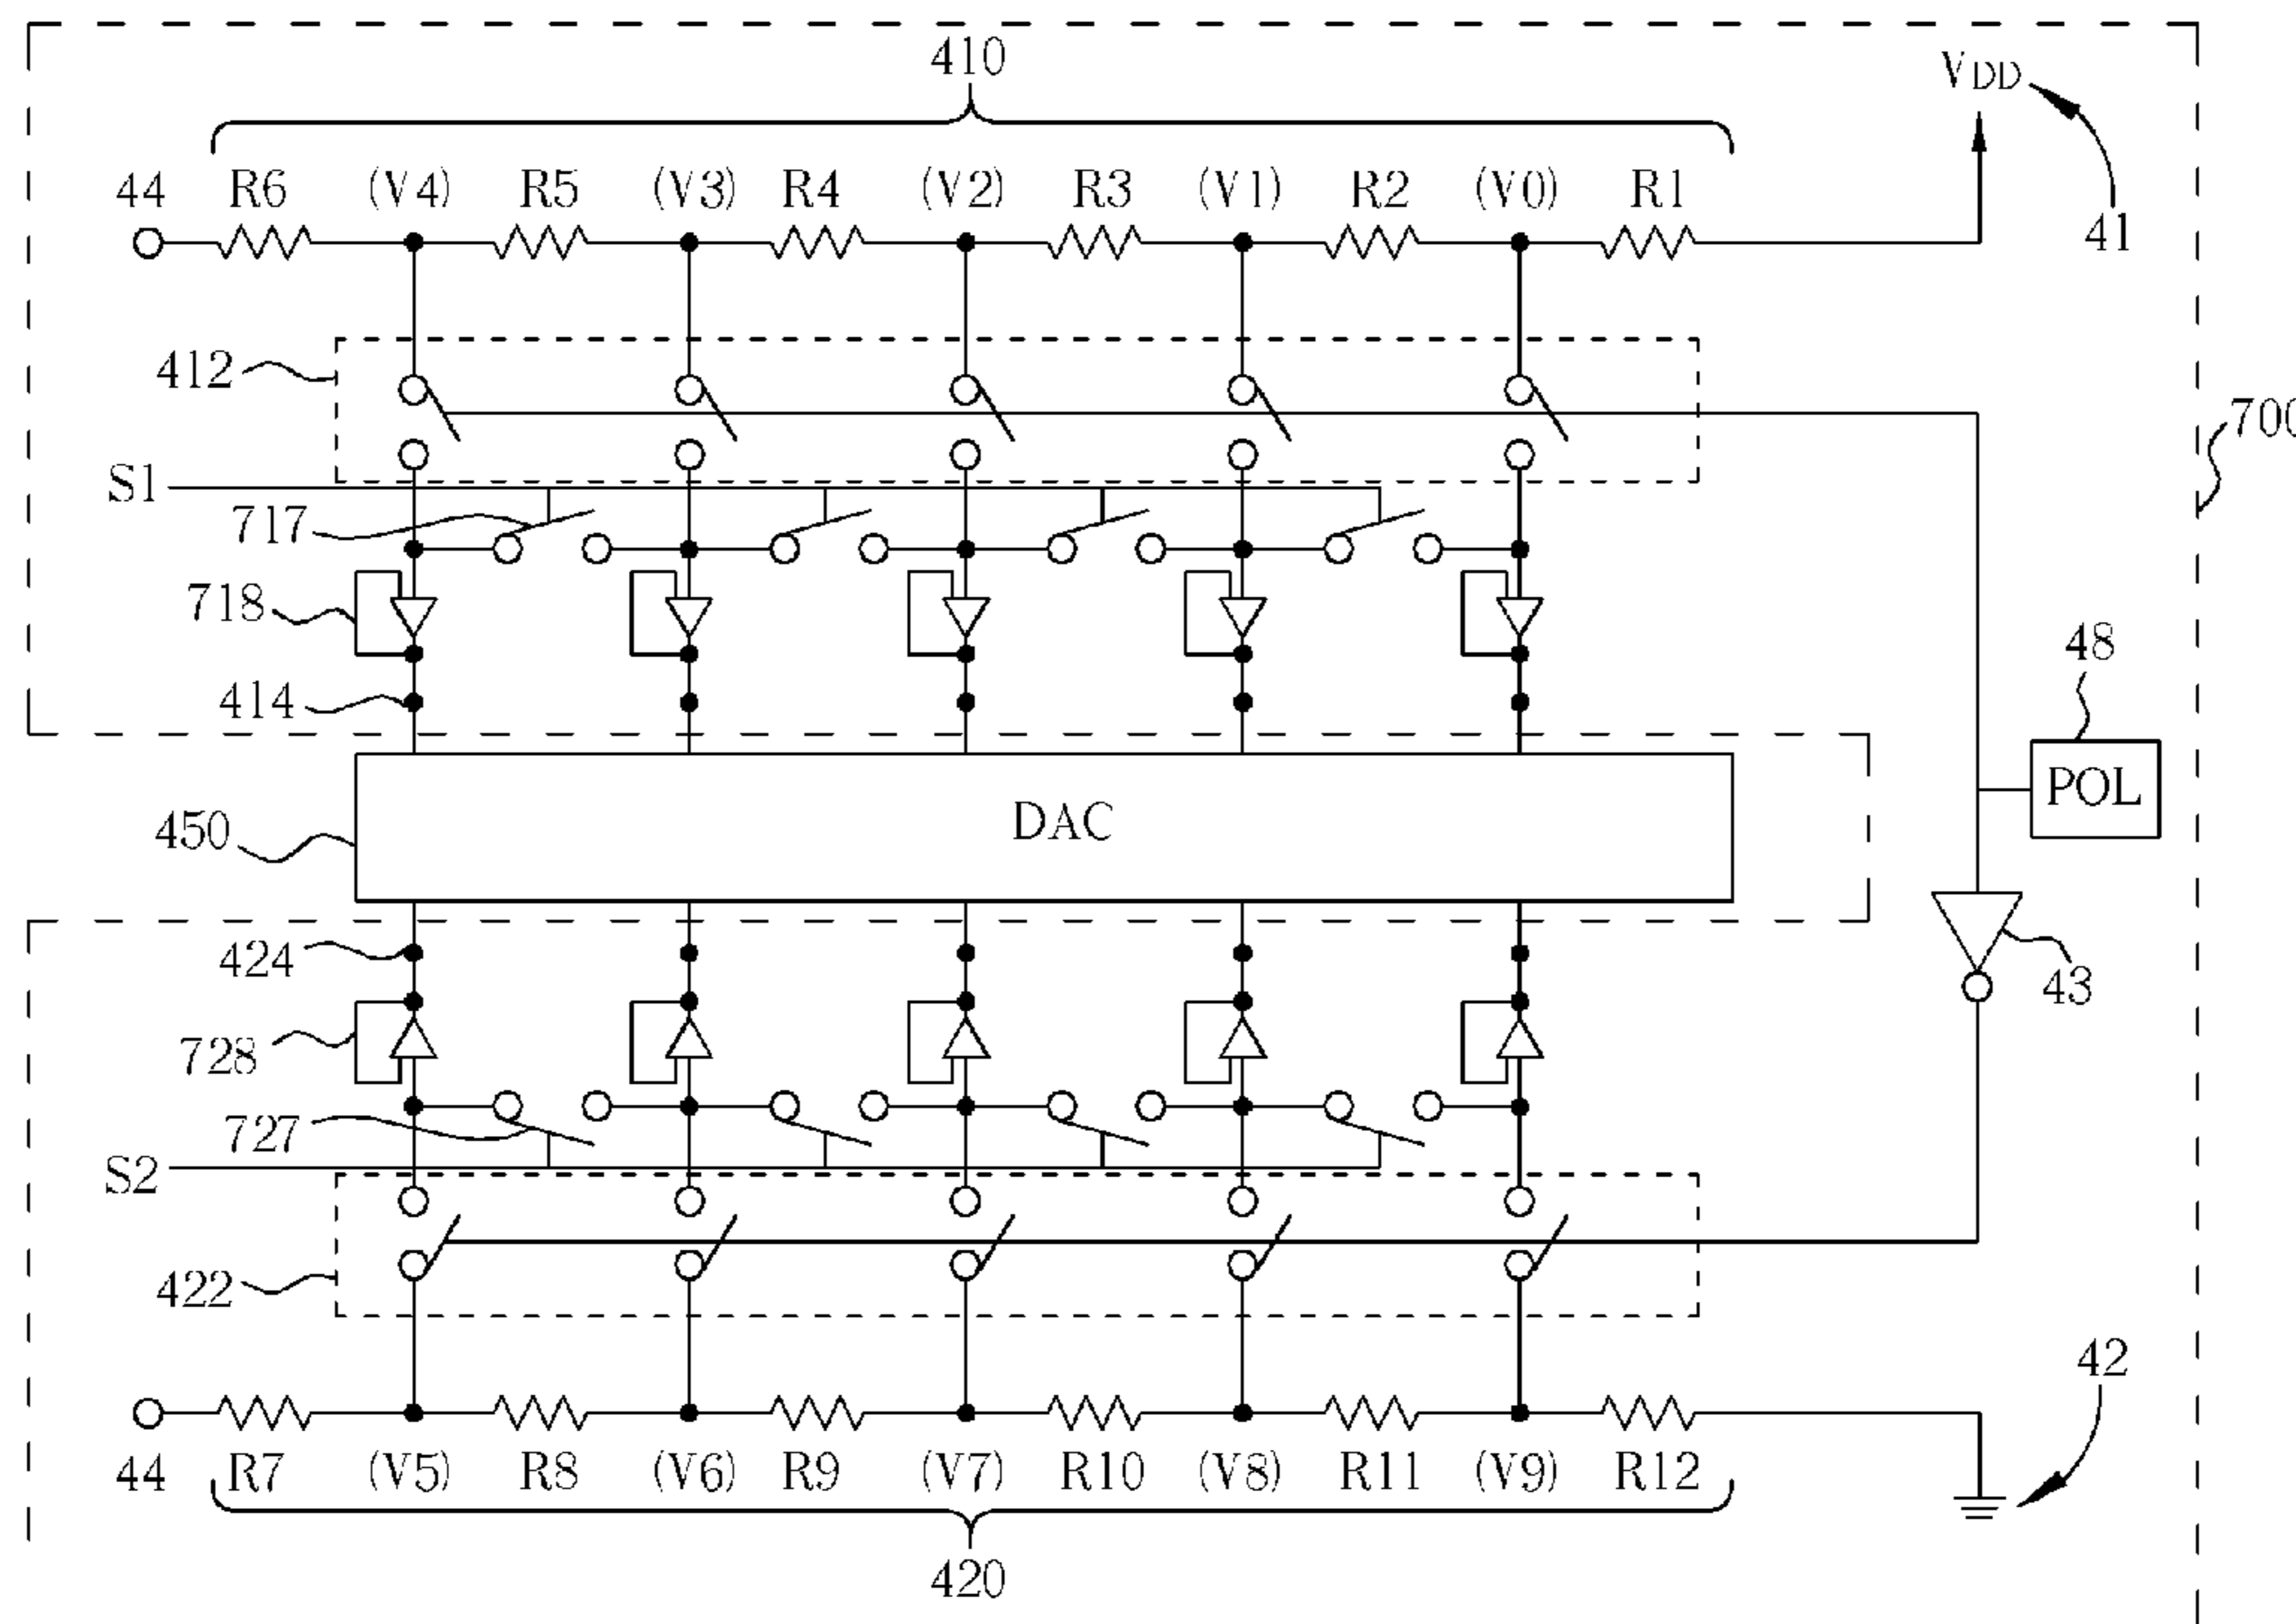 410
VDD
44 R6 (V4) R5 (V3) R4 (V2) R3 (V1) R2 (V0) R1
41
412
700
S1
717
718
48
414
POL
450
DAC
424
43
728
727
S2
422
42
44 R7 (V5) R8 (V6) R9 (V7) R10 (V8) R11 (V9) R12
420